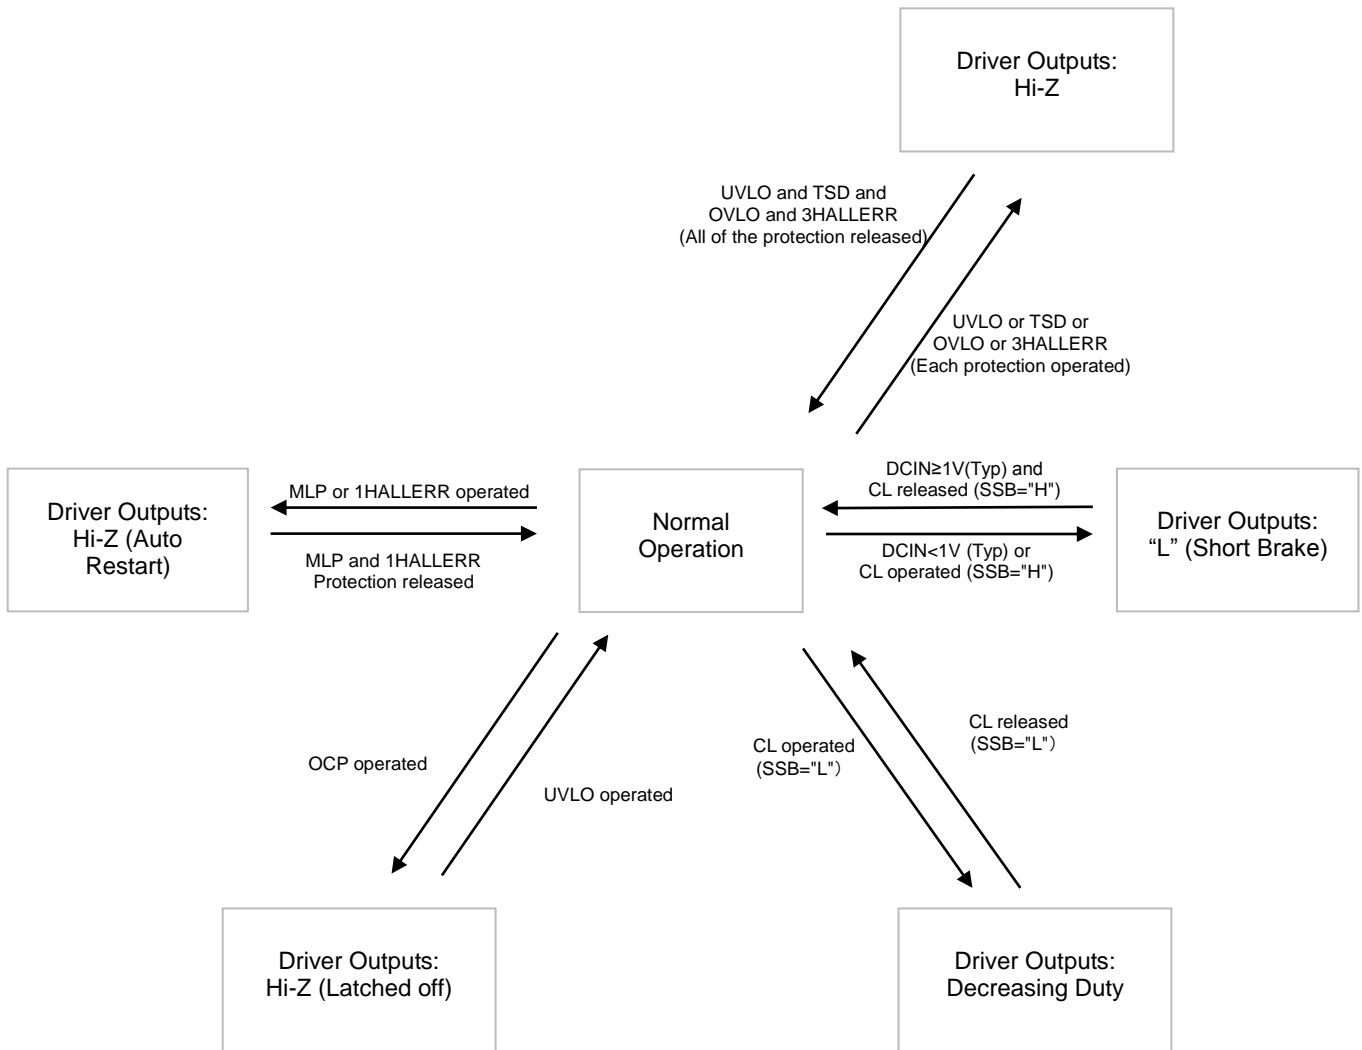 Driver Outputs:
Hi-Z
UVLO and TSD and
OVLO and 3HALLERR
(All of the protection released)
UVLO or TSD or
OVLO or 3HALLERR
(Each protection operated)
Driver Outputs:
Hi-Z (Auto
Restart)
MLP or 1HALLERR operated
MLP and 1HALLERR
Protection released
Normal
Operation
DCIN≥1V(Typ) and
CL released (SSB="H")
DCIN<1V (Typ) or
CL operated (SSB="H")
Driver Outputs:
“L” (Short Brake)
OCP operated
UVLO operated
CL operated
(SSB="L"）
CL released
(SSB="L"）
Driver Outputs:
Hi-Z (Latched off)
Driver Outputs:
Decreasing Duty